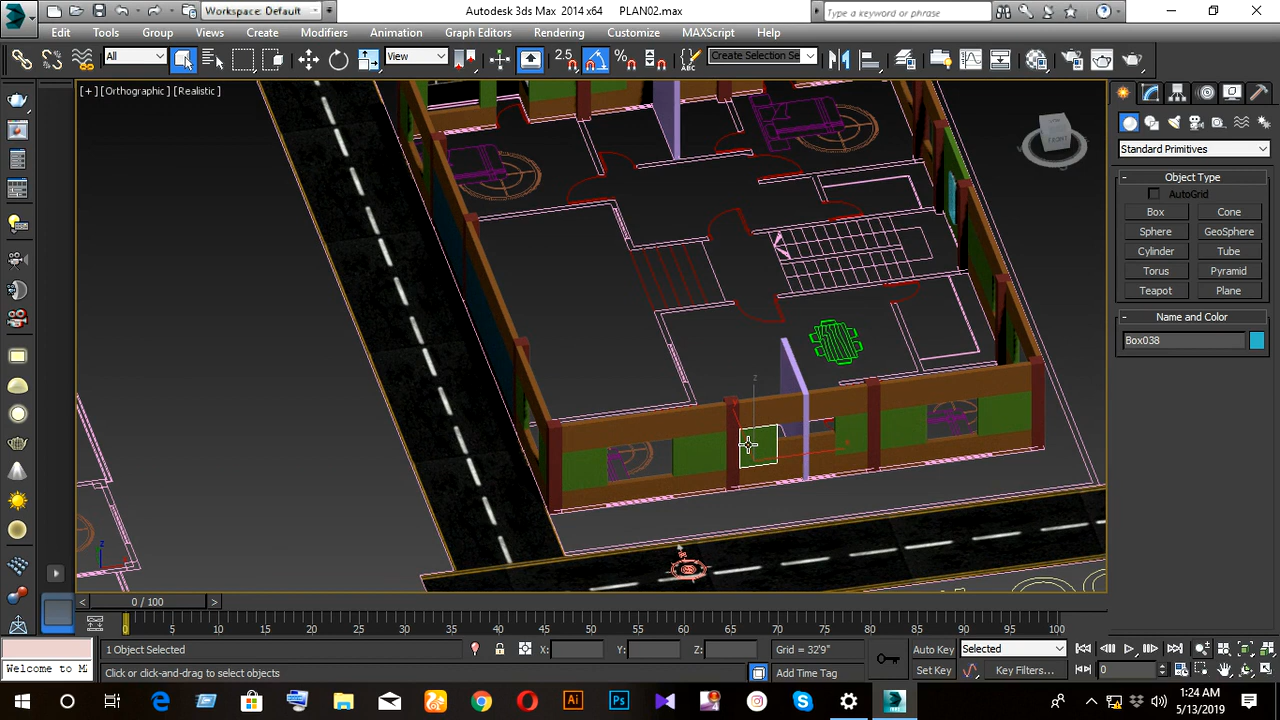 Workspace: Default
Autodesk 3ds Max 2014 x64 PLAN02.max
Type a keyword or phrase
Edit Tools Group Views Create Modifiers Animation Graph Editors Rendering Customize MAXScript Help
All
View
2.5
Create Selection Se
[+] [Orthographic] [Realistic]
Standard Primitives
Object Type
AutoGrid
Box Cone
Sphere GeoSphere
Cylinder Tube
Torus Pyramid
Teapot Plane
Name and Color
Box038
FRONT
z
z
0 / 100
0 5 10 15 20 25 30 35 40 45 50 55 60 65 70 75 80 85 90 95 100
1 Object Selected
X: Y: Z:
Grid = 32'9"
Auto Key
Selected
Welcome to M
Click or click-and-drag to select objects
Add Time Tag
Set Key
Key Filters...
0
Ai
Ps
1:24 AM
5/13/2019